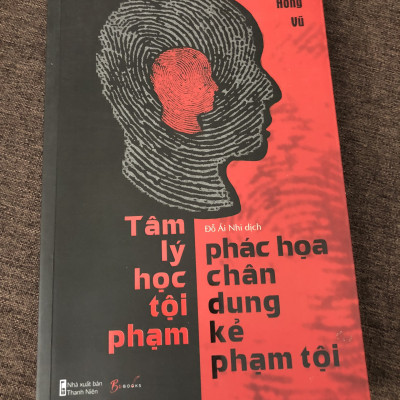 Hồng
Vũ
Tâm
lý
học
tội
phạm
Đỗ Ái Nhi dịch
phác họa
chân
dung
kẻ
phạm tội
Nhà xuất bản
Thanh Niên
BOOKS